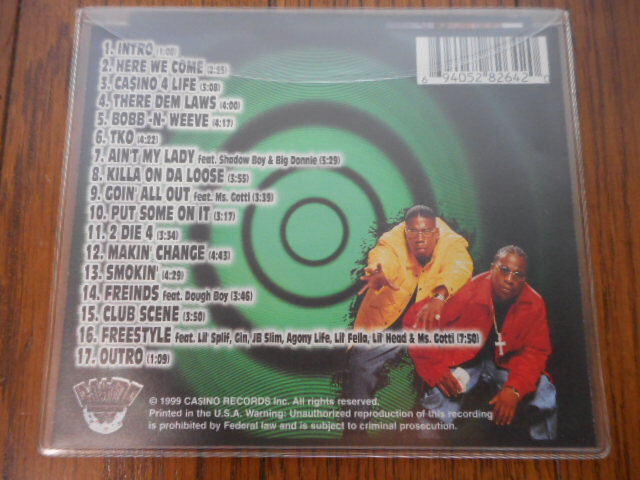 1. INTRO (1:08)
2. HERE WE COME (2:55)
3. CASINO 4 LIFE (3:08)
4. THERE DEM LAWS (4:00)
5. BOBB -N- WEEVE (4:17)
6. TKO (4:22)
7. AIN'T MY LADY feat. Shadow Boy & Big Donnie (3:29)
8. KILLA ON DA LOOSE (3:55)
9. GOIN' ALL OUT feat. Ms. Gotti (3:39)
10. PUT SOME ON IT (3:17)
11. 2 DIE 4 (3:34)
12. MAKIN' CHANGE (4:43)
13. SMOKIN' (4:29)
14. FREINDS feat. Dough Boy (3:46)
15. CLUB SCENE (3:50)
16. FREESTYLE feat. Lil' Splif, Gin, JB Slim, Agony Life, Lil' Fella, Lil' Head & Ms. Gotti (7:50)
17. OUTRO (1:09)
6 94052 82642
© 1999 CASINO RECORDS Inc. All rights reserved.
Printed in the U.S.A. Warning: Unauthorized reproduction of this recording
is prohibited by Federal law and is subject to criminal prosecution.